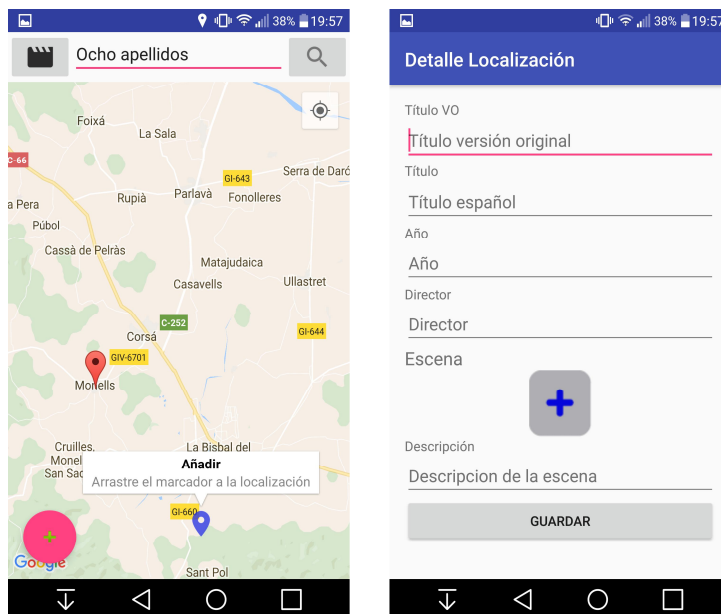 38% 19:57
Ocho apellidos
Foixá
La Sala
C-66
GI-643
Serra de Daró
a Pera
Rupià
Parlavà
Fonolleres
Púbol
Cassà de Pelràs
Matajudaica
Casavells
Ullastret
C-252
GI-644
Corsá
GIV-6701
Monells
Cruilles,
Monel
San Sad
La Bisbal del
Añadir
Arrastre el marcador a la localización
GI-660
Google
Sant Pol
38% 19:57
Detalle Localización
Título VO
Título versión original
Título
Título español
Año
Año
Director
Director
Escena
Descripción
Descripcion de la escena
GUARDAR